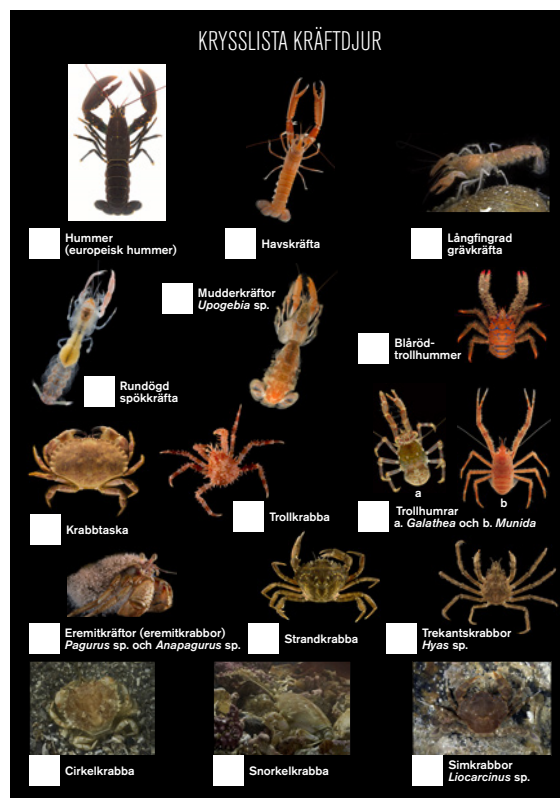 KRYSSLISTA KRÄFTDJUR
Hummer
(europeisk hummer)
Havskräfta
Långfingrad
grävkräfta
Mudderkräftor
Upogebia sp.
Blåröd-
trollhummer
Rundögd
spökkräfta
a
b
Krabbtaska
Trollkrabba
Trollhumrar
a. Galathea och b. Munida
Eremitkräftor (eremitkrabbor)
Pagurus sp. och Anapagurus sp.
Strandkrabba
Trekantskrabbor
Hyas sp.
Cirkelkrabba
Snorkelkrabba
Simkrabbor
Liocarcinus sp.